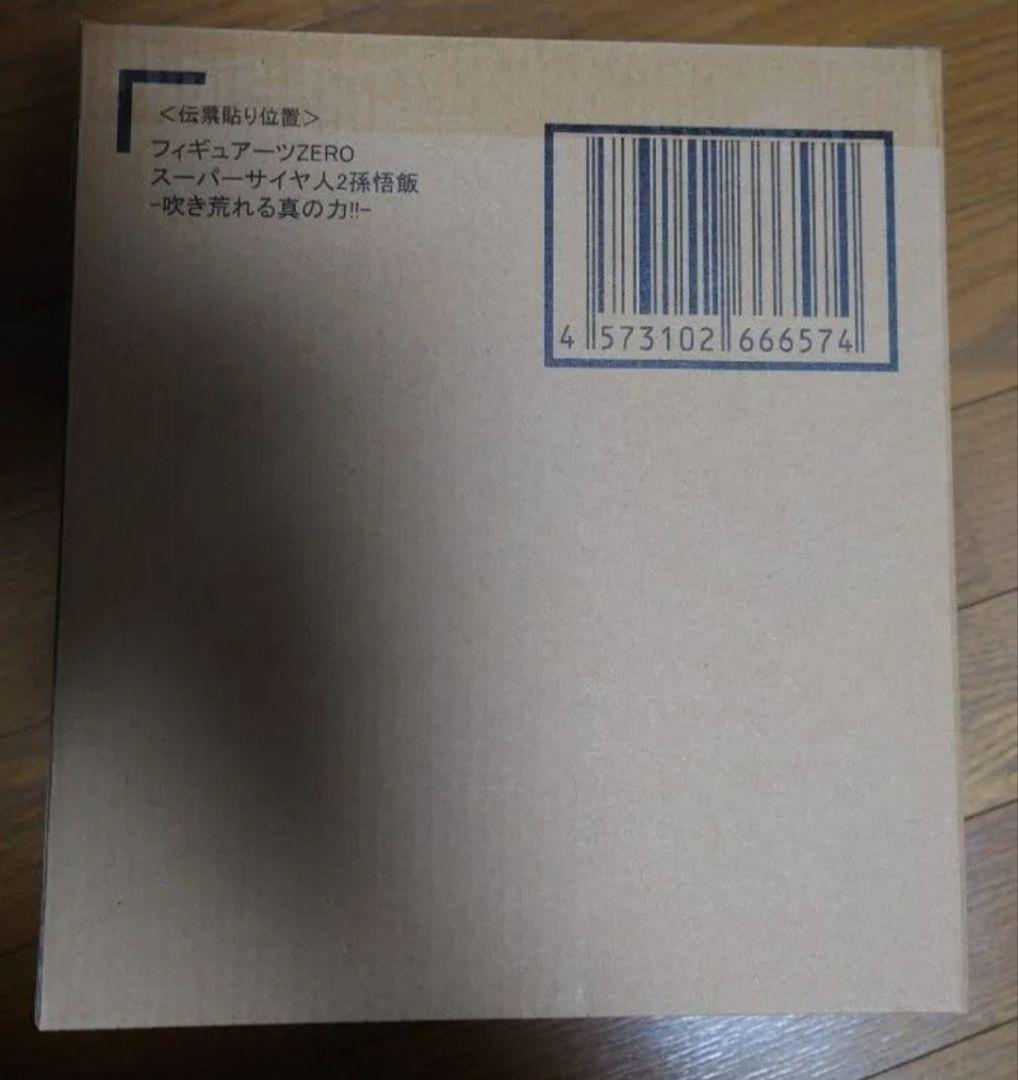 ＜伝票貼り位置＞
フィギュアーツZERO
スーパーサイヤ人2孫悟飯
-吹き荒れる真の力!!-
4 573102 666574